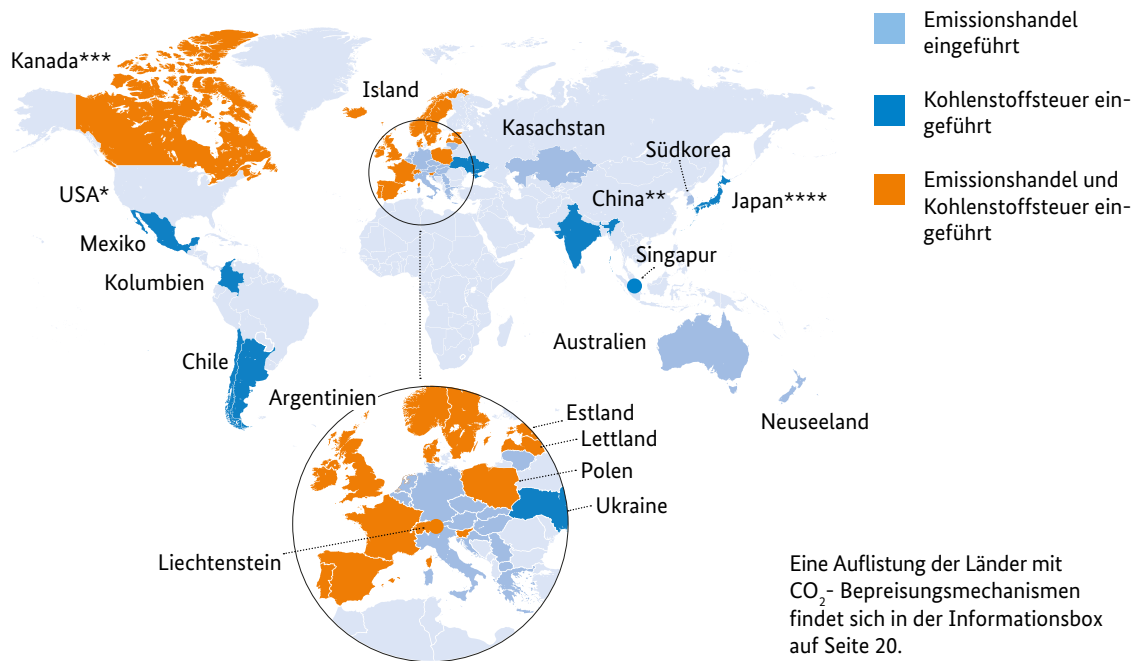 Emissionshandel
eingeführt
Kohlenstoffsteuer ein-
geführt
Emissionshandel und
Kohlenstoffsteuer ein-
geführt
Kanada***
Island
Kasachstan
Südkorea
USA*
China**
Japan****
Mexiko
Singapur
Kolumbien
Australien
Chile
Argentinien
Neuseeland
Estland
Lettland
Polen
Ukraine
Liechtenstein
Eine Auflistung der Länder mit
CO₂- Bepreisungsmechanismen
findet sich in der Informationsbox
auf Seite 20.